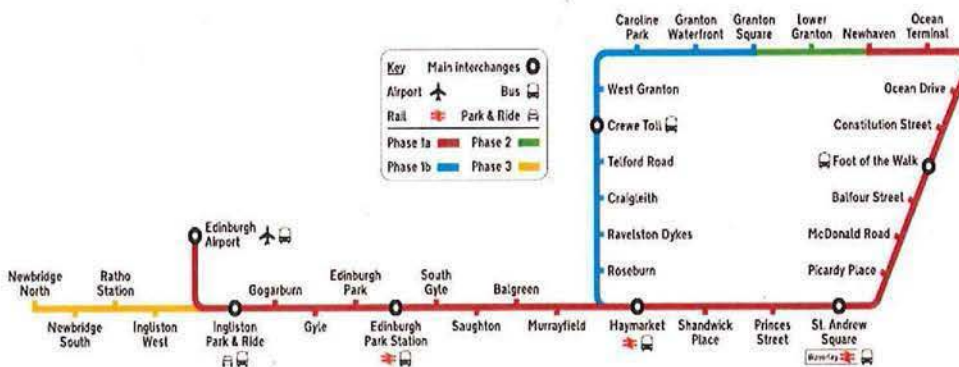 Caroline
Park
Granton
Waterfront
Granton
Square
Lower
Granton
Newhaven
Ocean
Terminal
Key Main interchanges
Airport Bus
Rail Park & Ride
Phase 1a Phase 2
Phase 1b Phase 3
West Granton
Crewe Toll
Telford Road
Craigleith
Ravelston Dykes
Roseburn
Ocean Drive
Constitution Street
Foot of the Walk
Balfour Street
McDonald Road
Picardy Place
Edinburgh
Airport
Newbridge
North
Ratho
Station
Gogarburn
Edinburgh
Park
South
Gyle
Balgreen
Newbridge
South
Ingliston
West
Ingliston
Park & Ride
Gyle
Edinburgh
Park Station
Saughton
Murrayfield
Haymarket
Shandwick
Place
Princes
Street
St. Andrew
Square
Waverley